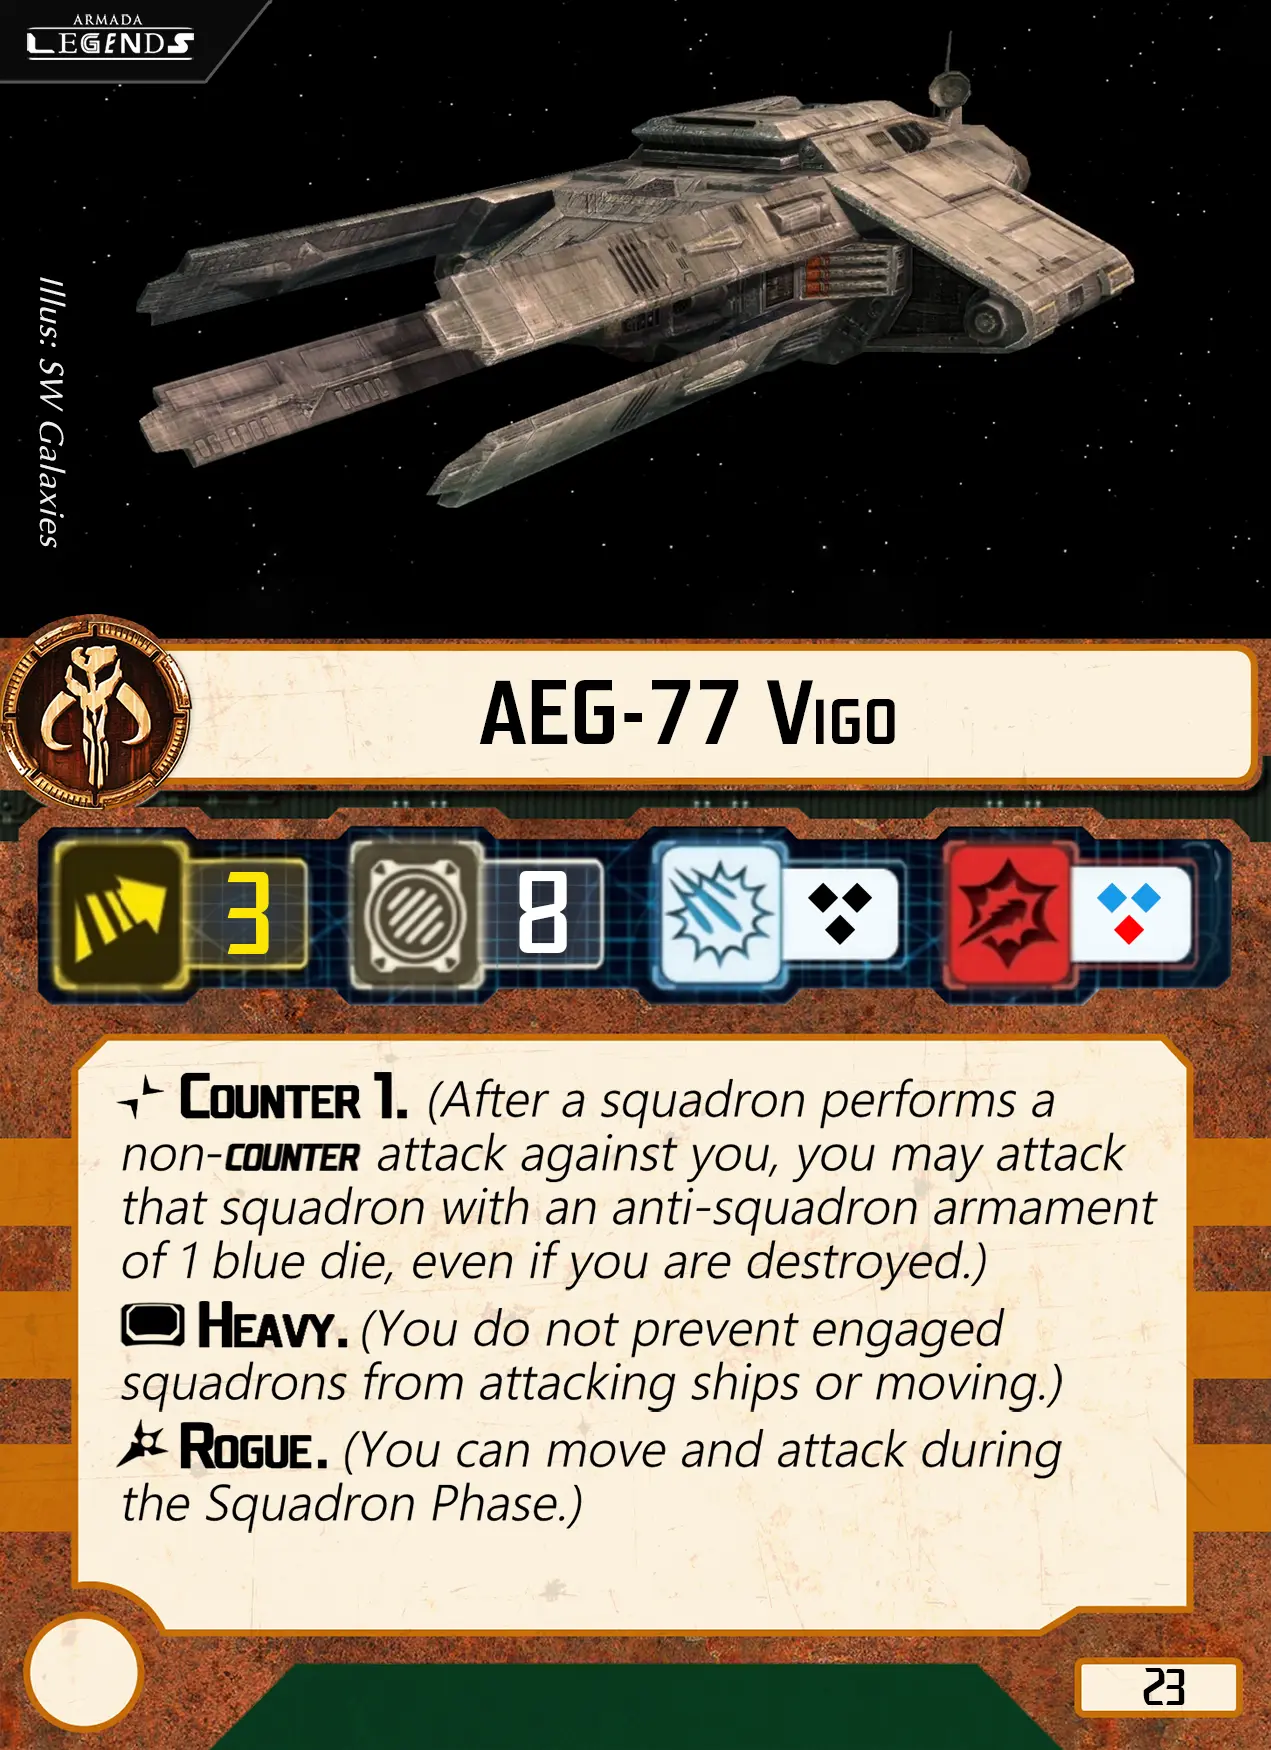 ARMADA
LEGENDS
Illus: SW Galaxies
AEG-77 VIGO
3
8
COUNTER 1. (After a squadron performs a
non-COUNTER attack against you, you may attack
that squadron with an anti-squadron armament
of 1 blue die, even if you are destroyed.)
HEAVY. (You do not prevent engaged
squadrons from attacking ships or moving.)
ROGUE. (You can move and attack during
the Squadron Phase.)
23